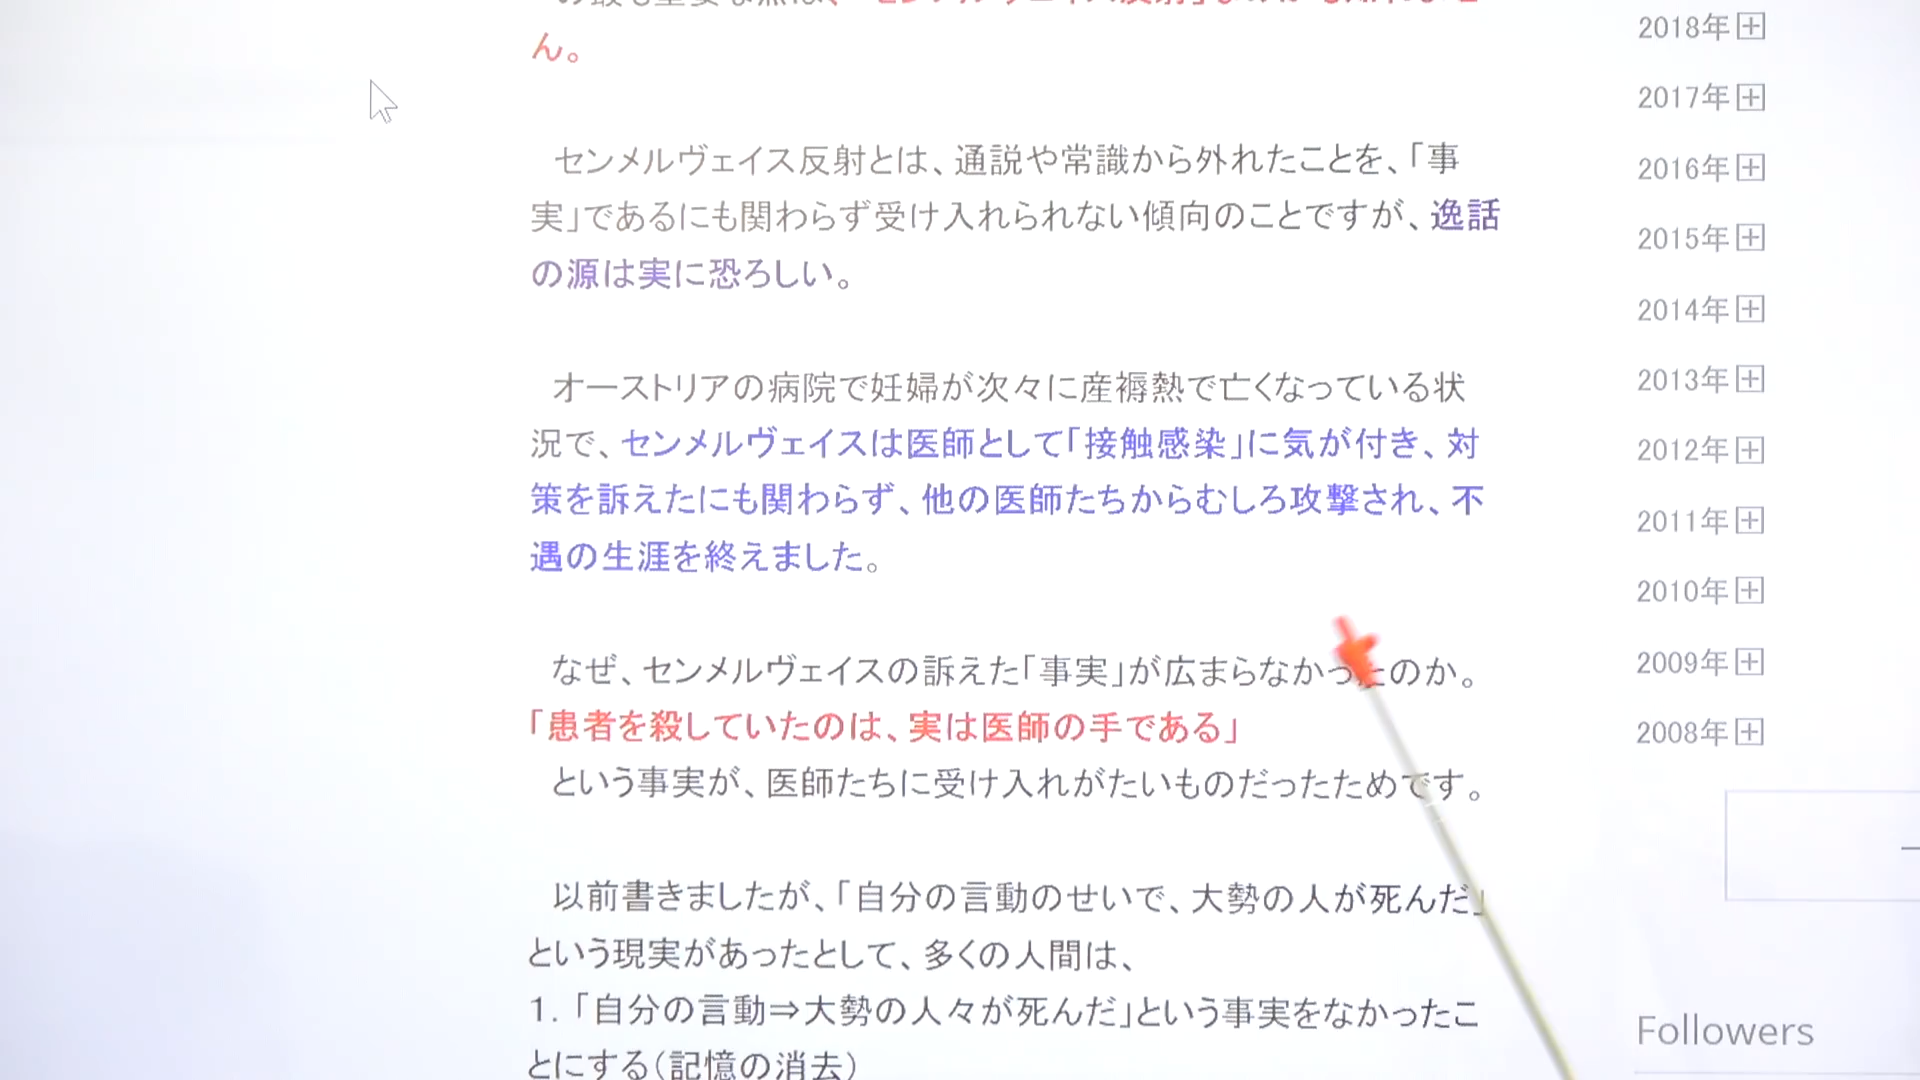 ん。
センメルヴェイス反射とは、通説や常識から外れたことを、「事
実」であるにも関わらず受け入れられない傾向のことですが、逸話
の源は実に恐ろしい。
オーストリアの病院で妊婦が次々に産褥熱で亡くなっている状
況で、センメルヴェイスは医師として「接触感染」に気が付き、対
策を訴えたにも関わらず、他の医師たちからむしろ攻撃され、不
遇の生涯を終えました。
なぜ、センメルヴェイスの訴えた「事実」が広まらなかったのか。
「患者を殺していたのは、実は医師の手である」
という事実が、医師たちに受け入れがたいものだったためです。
以前書きましたが、「自分の言動のせいで、大勢の人が死んだ」
という現実があったとして、多くの人間は、
1. 「自分の言動⇒大勢の人々が死んだ」という事実をなかったこ
とにする(記憶の消去)
2018年
2017年
2016年
2015年
2014年
2013年
2012年
2011年
2010年
2009年
2008年
Followers